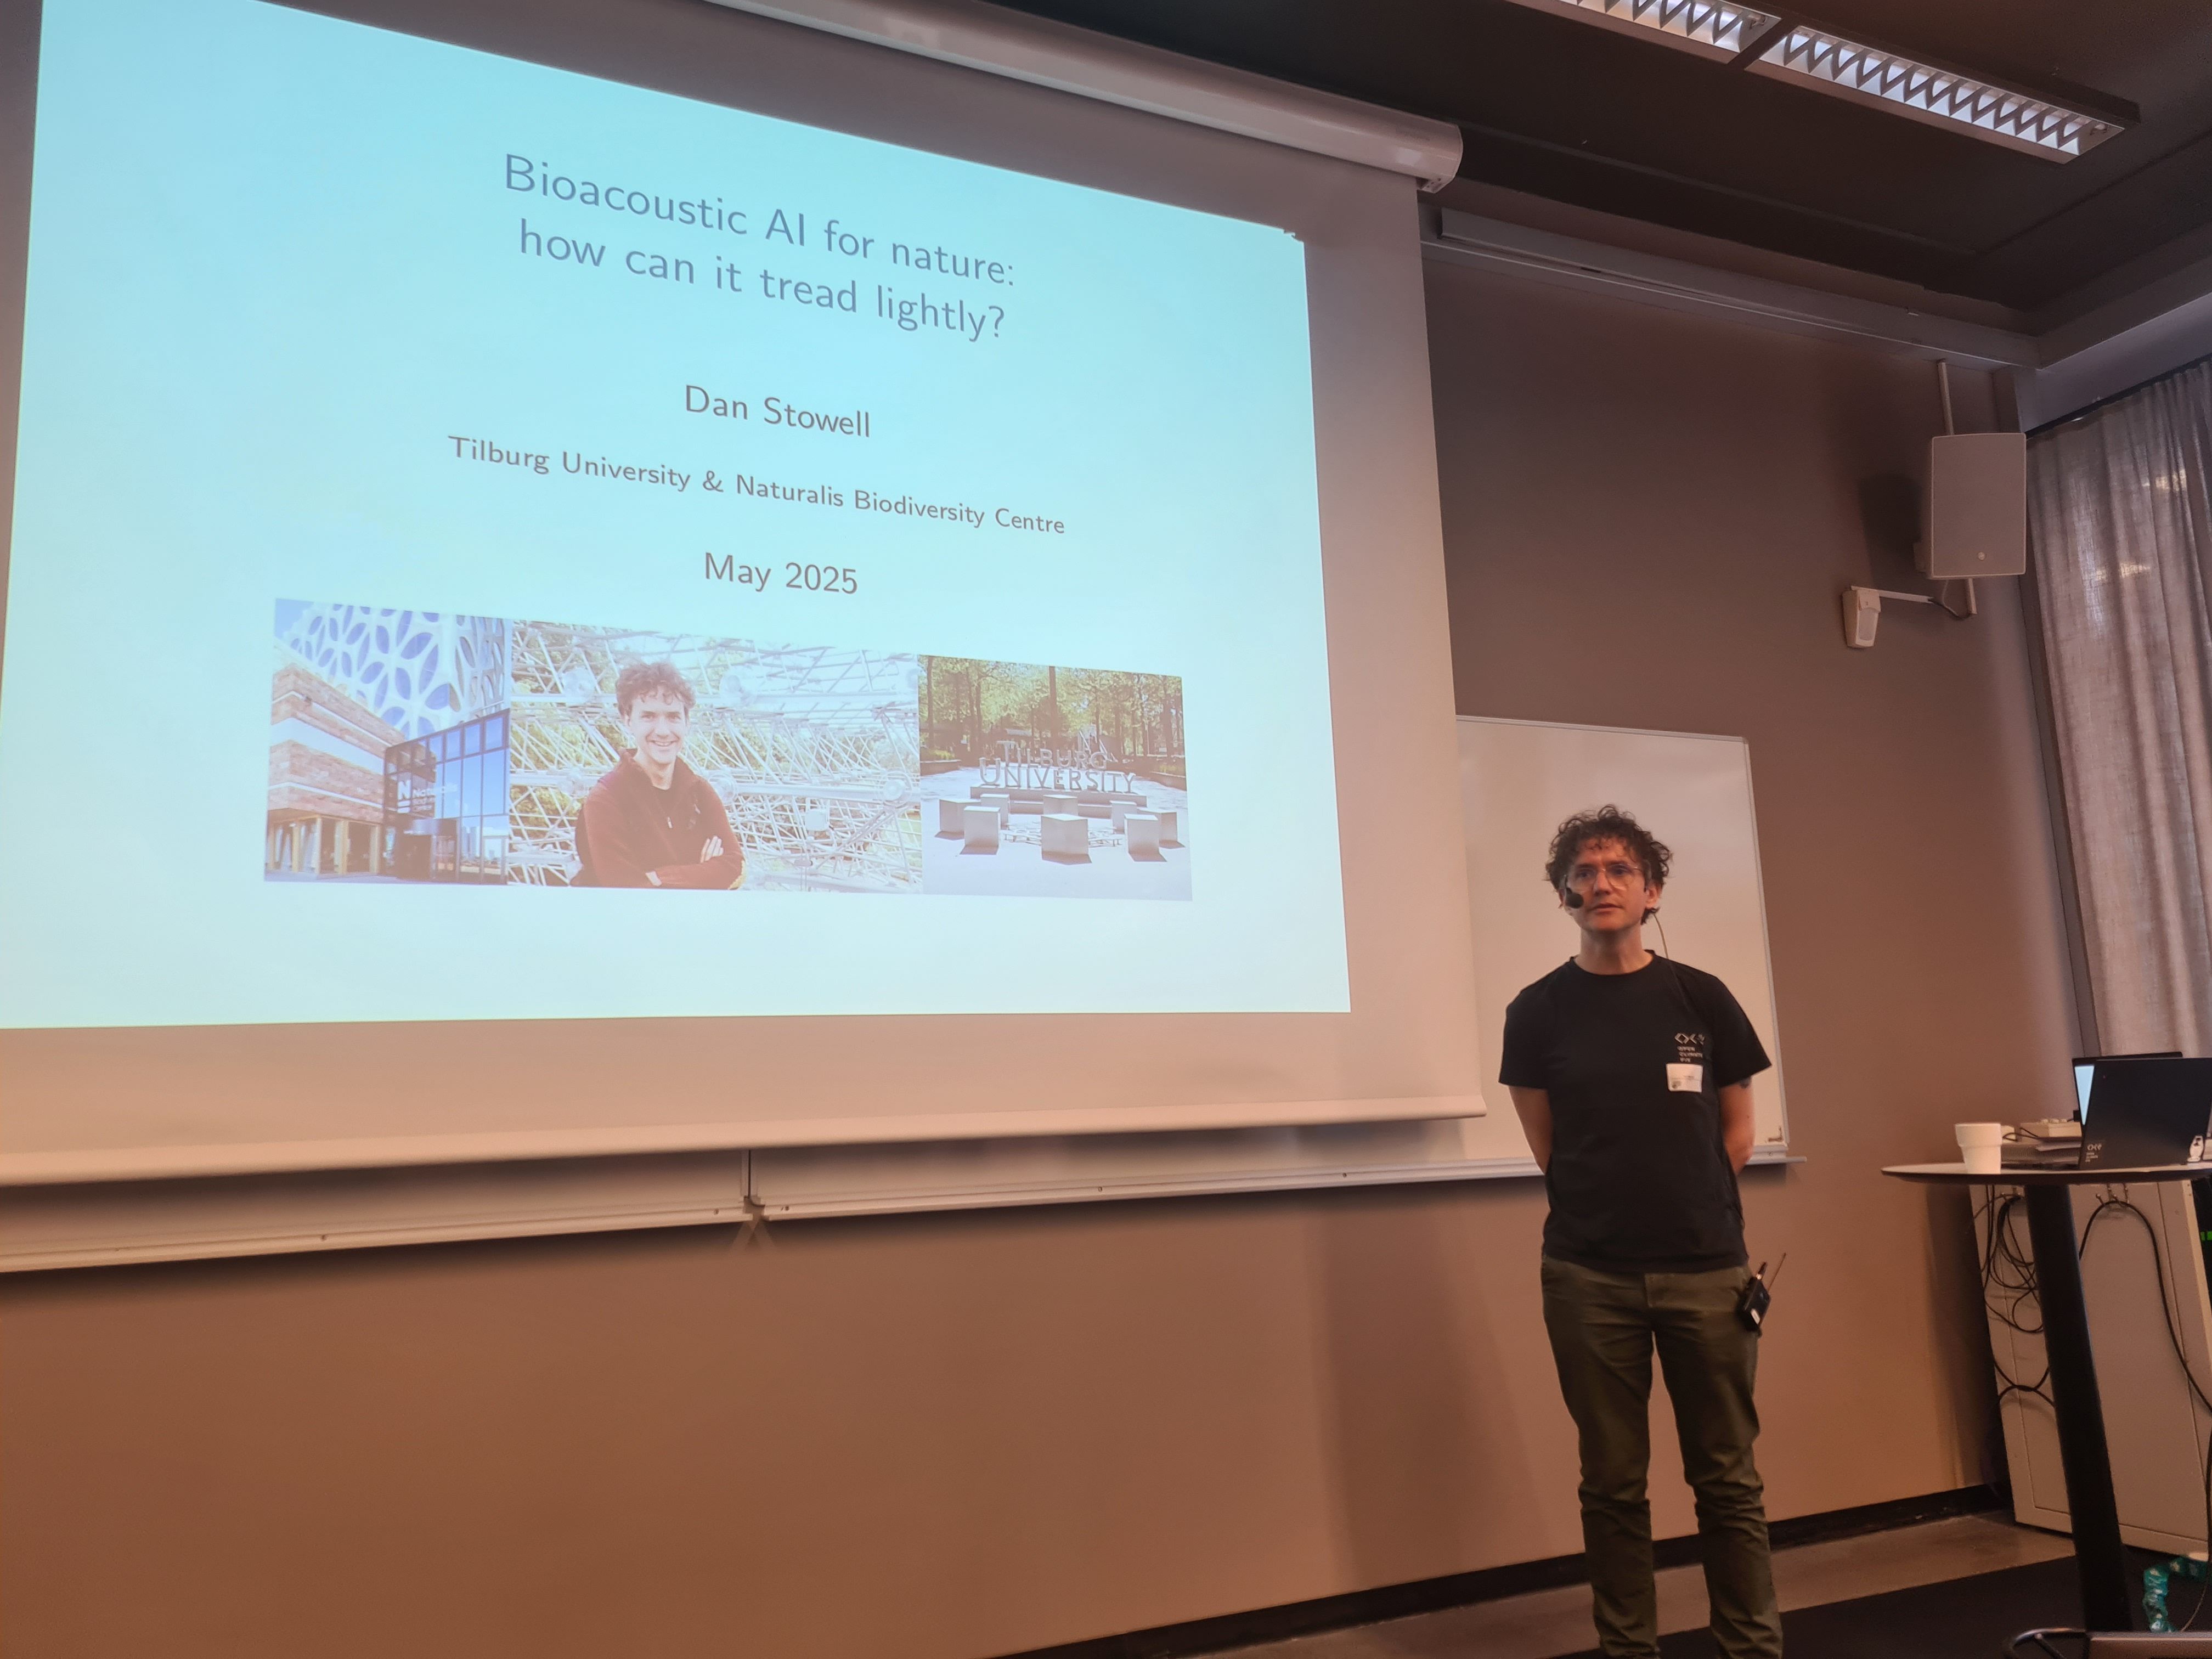 Bioacoustic AI for nature:
how can it tread lightly?
Dan Stowell
Tilburg University & Naturalis Biodiversity Centre
May 2025
TILBURG
UNIVERSITY